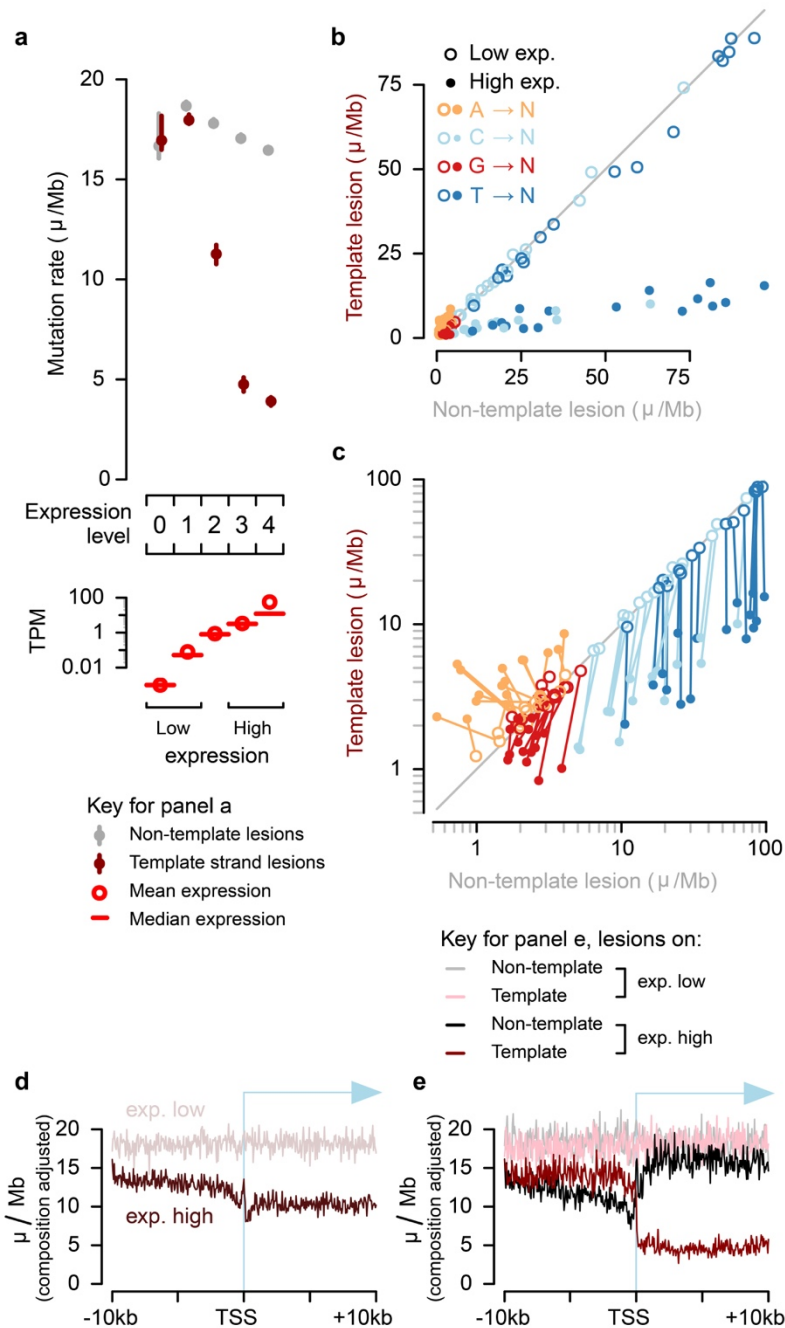 a
20
15
10
5
0
Mutation rate (μ/Mb)
Expression level
0 1 2 3 4
100
1
0.01
TPM
Low High
expression
Key for panel a
Non-template lesions
Template strand lesions
Mean expression
Median expression
b
Low exp.
High exp.
A → N
C → N
G → N
T → N
75
50
25
0
Template lesion (μ/Mb)
0 25 50 75
Non-template lesion (μ/Mb)
c
100
10
1
Template lesion (μ/Mb)
1 10 100
Non-template lesion (μ/Mb)
Key for panel e, lesions on:
Non-template
Template
exp. low
Non-template
Template
exp. high
d
exp. low
exp. high
20
15
10
5
0
μ / Mb
(composition adjusted)
-10kb TSS +10kb
e
20
15
10
5
0
μ / Mb
(composition adjusted)
-10kb TSS +10kb